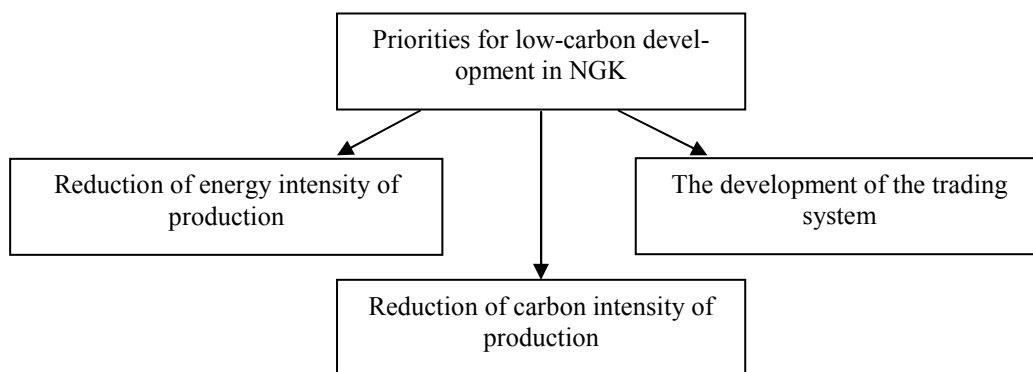 Priorities for low-carbon devel-
opment in NGK
Reduction of energy intensity of
production
The development of the trading
system
Reduction of carbon intensity of
production